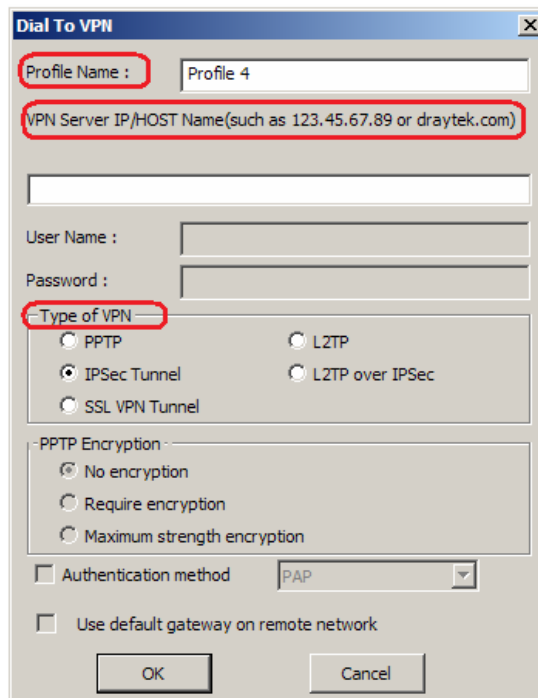 Dial To VPN
Profile Name : Profile 4
VPN Server IP/HOST Name(such as 123.45.67.89 or draytek.com)
User Name :
Password :
Type of VPN
PPTP L2TP
IPSec Tunnel L2TP over IPSec
SSL VPN Tunnel
PPTP Encryption
No encryption
Require encryption
Maximum strength encryption
Authentication method PAP
Use default gateway on remote network
OK Cancel